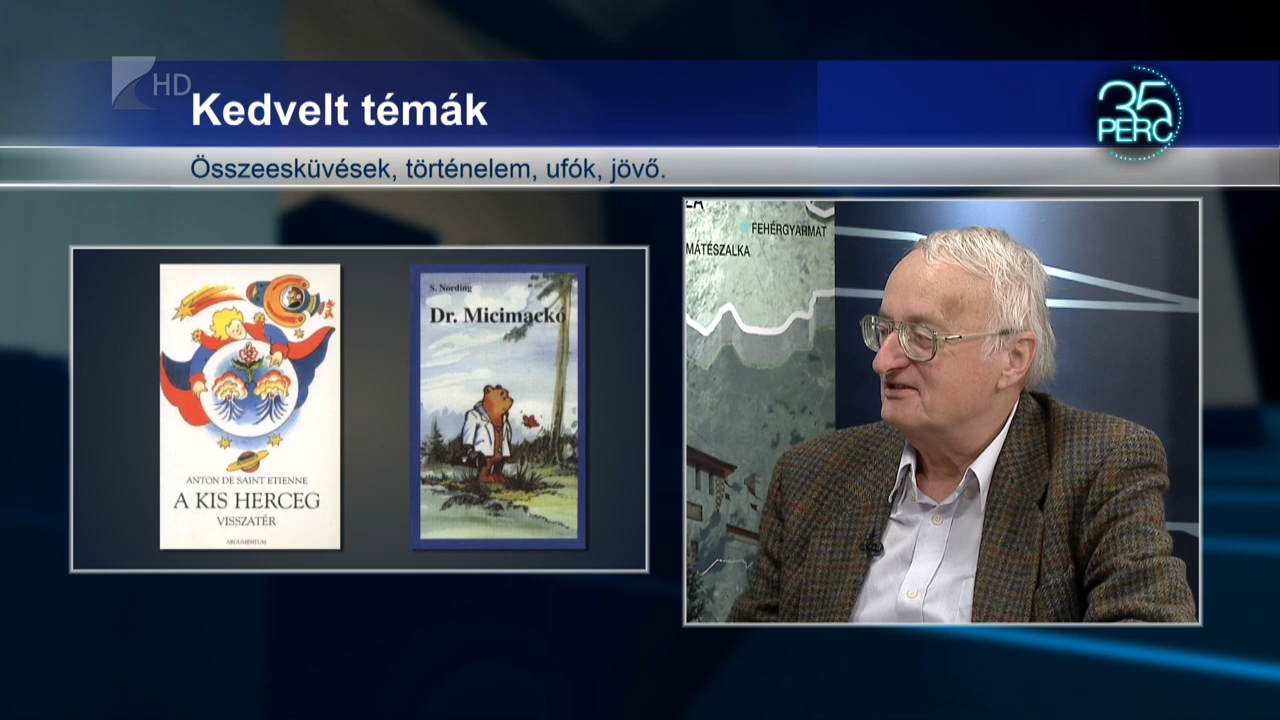 HD
Kedvelt témák
35
PERC
Összeesküvések, történelem, ufók, jövő.
ANTON DE SAINT ETIENNE
A KIS HERCEG
VISSZATÉR
ARGUMENTUM
S. Nording
Dr. Micimackó
ZA
FEHÉRGYARMAT
MÁTÉSZALKA